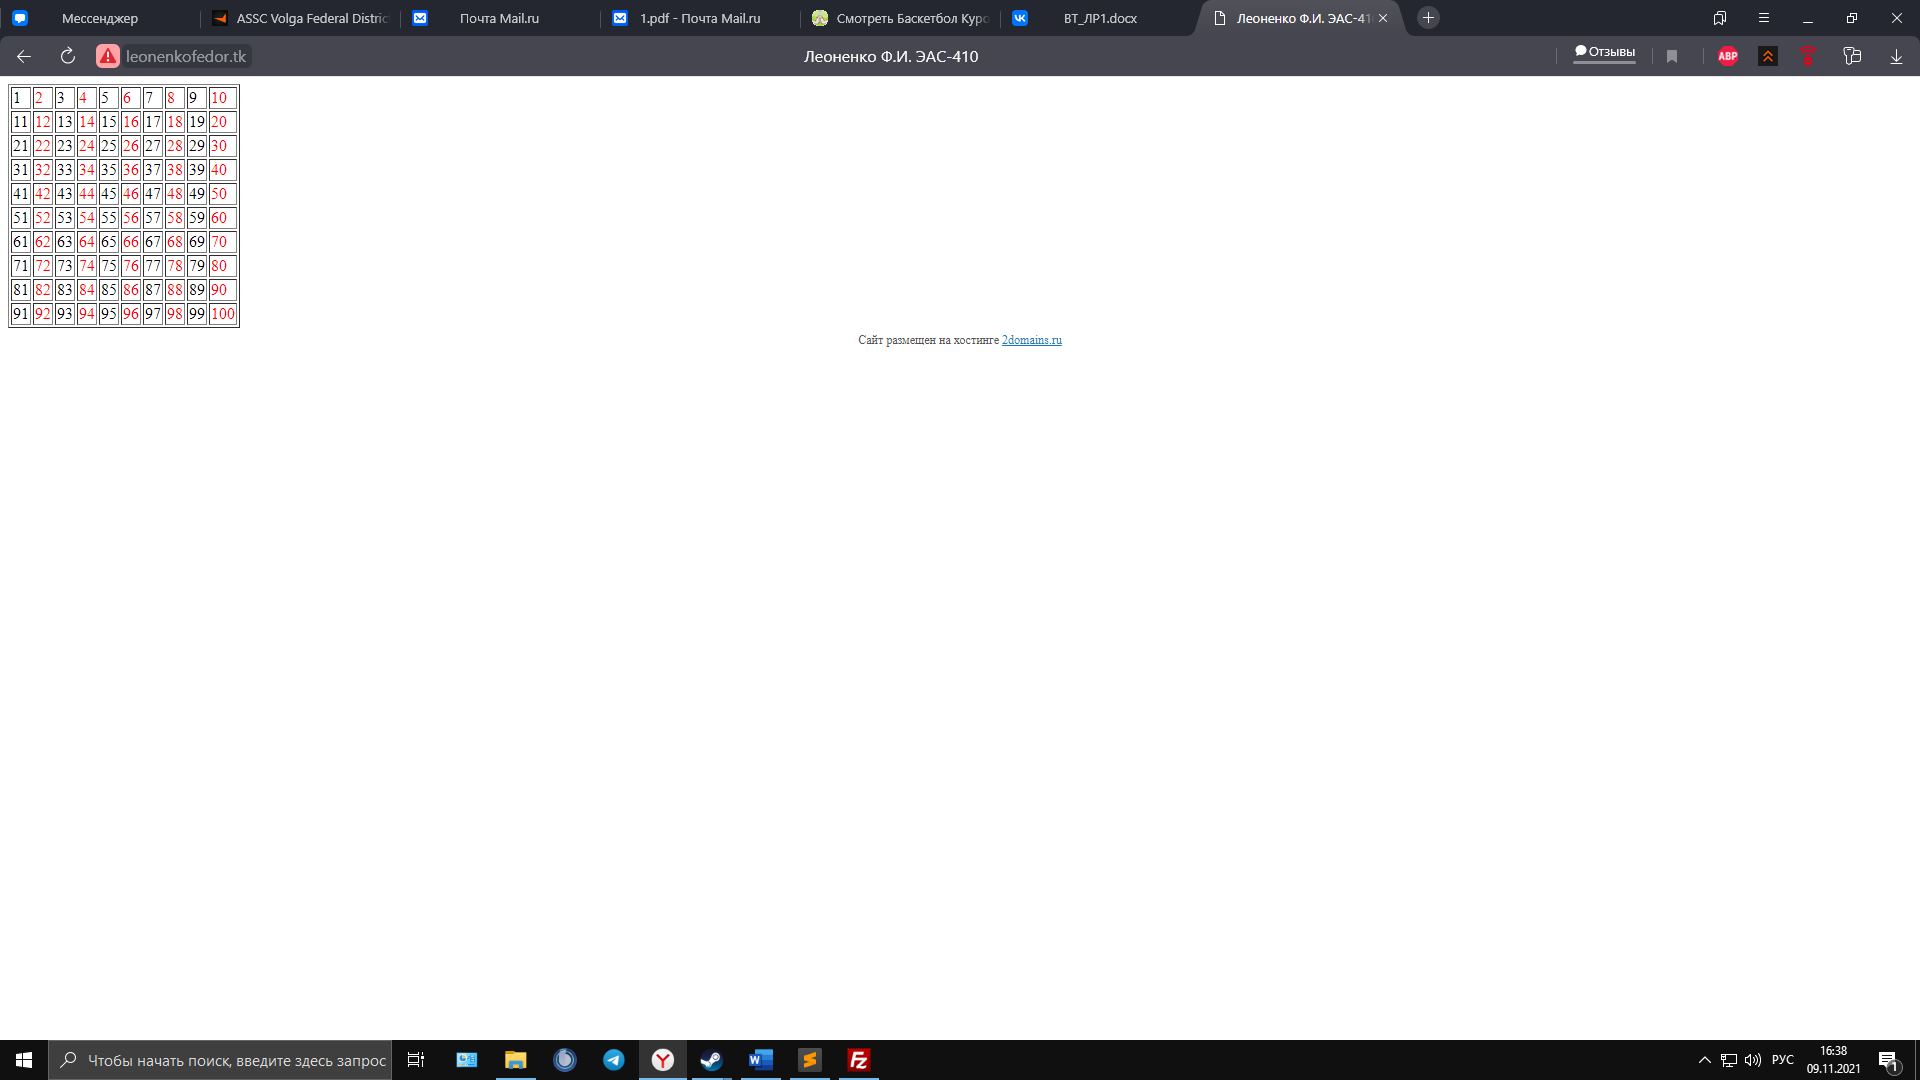 Мессенджер
ASSC Volga Federal Distric
Почта Mail.ru
1.pdf - Почта Mail.ru
Смотреть Баскетбол Куро
ВТ_ЛР1.docx
Леоненко Ф.И. ЭАС-41
leonenkofedor.tk
Леоненко Ф.И. ЭАС-410
Отзывы
ABP
1 2 3 4 5 6 7 8 9 10
11 12 13 14 15 16 17 18 19 20
21 22 23 24 25 26 27 28 29 30
31 32 33 34 35 36 37 38 39 40
41 42 43 44 45 46 47 48 49 50
51 52 53 54 55 56 57 58 59 60
61 62 63 64 65 66 67 68 69 70
71 72 73 74 75 76 77 78 79 80
81 82 83 84 85 86 87 88 89 90
91 92 93 94 95 96 97 98 99 100
Сайт размещен на хостинге 2domains.ru
Чтобы начать поиск, введите здесь запрос
РУС
16:38
09.11.2021
1